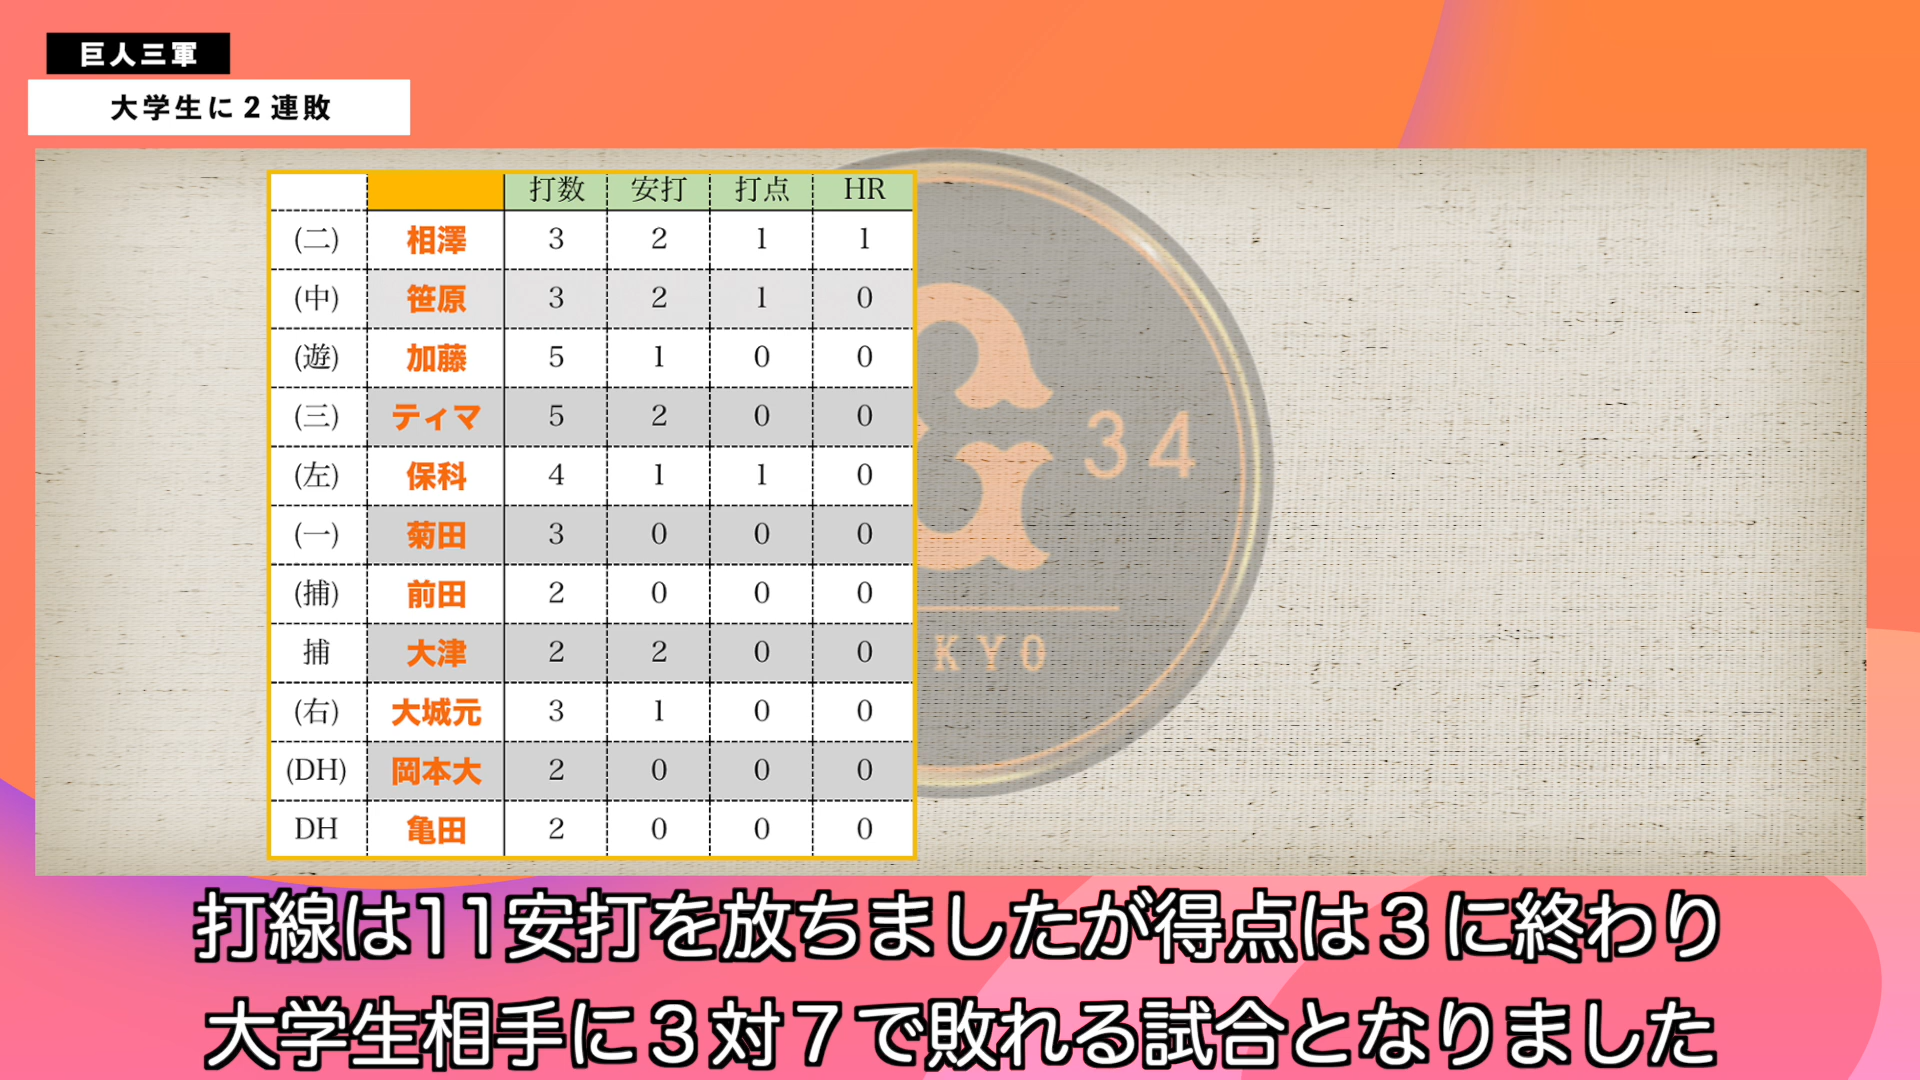 巨人三軍
大学生に2連敗
打数 安打 打点 HR
(二) 相澤 3 2 1 1
(中) 笹原 3 2 1 0
(遊) 加藤 5 1 0 0
(三) ティマ 5 2 0 0
(左) 保科 4 1 1 0
(一) 菊田 3 0 0 0
(捕) 前田 2 0 0 0
捕 大津 2 2 0 0
(右) 大城元 3 1 0 0
(DH) 岡本大 2 0 0 0
DH 亀田 2 0 0 0
34
KYO
打線は11安打を放ちましたが得点は3に終わり
大学生相手に3対7で敗れる試合となりました